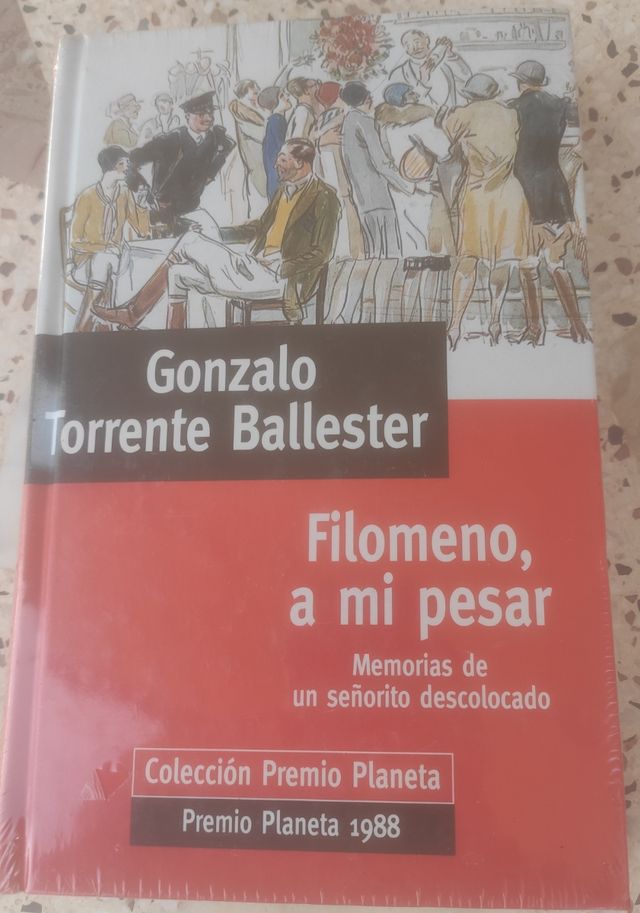 Gonzalo
Torrente Ballester
Filomeno,
a mi pesar
Memorias de
un señorito descolocado
Colección Premio Planeta
Premio Planeta 1988